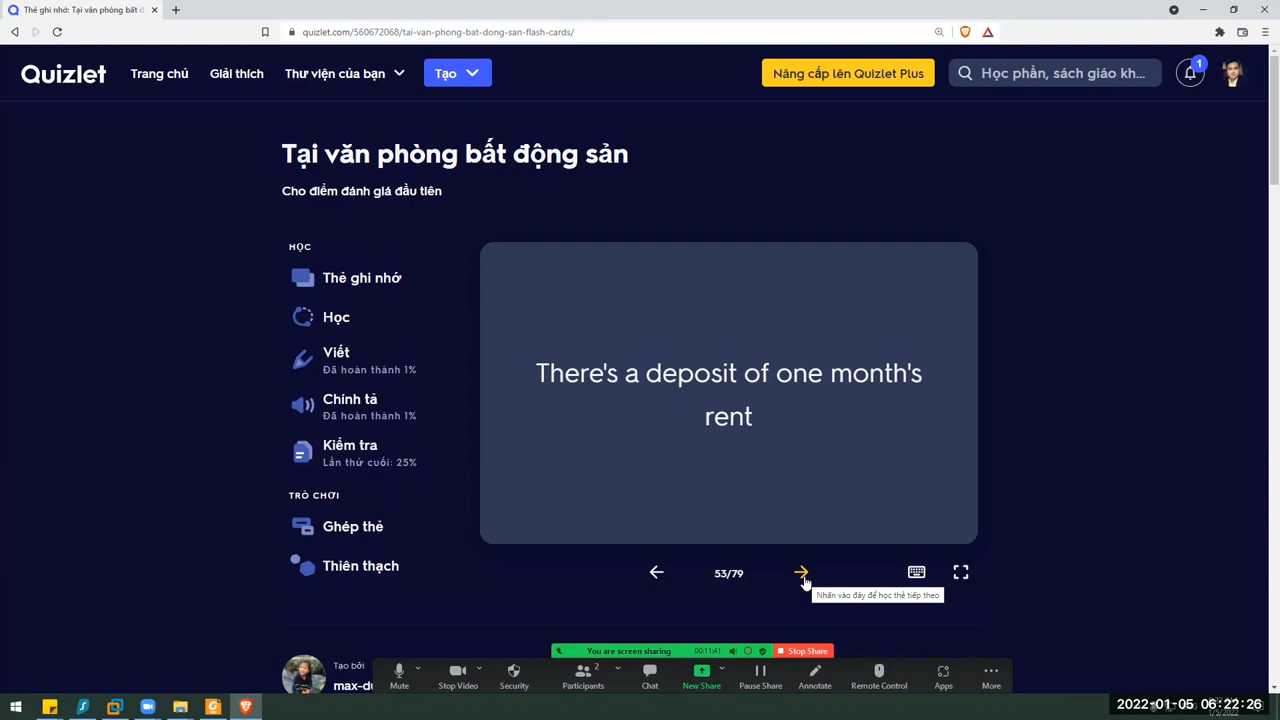 Thẻ ghi nhớ: Tại văn phòng bất đ
quizlet.com/560672068/tai-van-phong-bat-dong-san-flash-cards/
Quizlet
Trang chủ
Giải thích
Thư viện của bạn
Tạo
Nâng cấp lên Quizlet Plus
Học phần, sách giáo kh...
1
Tại văn phòng bất động sản
Cho điểm đánh giá đầu tiên
HỌC
Thẻ ghi nhớ
Học
Viết
Đã hoàn thành 1%
Chính tả
Đã hoàn thành 1%
Kiểm tra
Lần thử cuối: 25%
TRÒ CHƠI
Ghép thẻ
Thiên thạch
There's a deposit of one month's
rent
53/79
Nhấn vào đây để học thẻ tiếp theo
You are screen sharing
00:11:41
Stop Share
Tạo bởi
Mute
Stop Video
Security
2
Participants
Chat
New Share
Pause Share
Annotate
Remote Control
Apps
More
2022-01-05 06:22:26